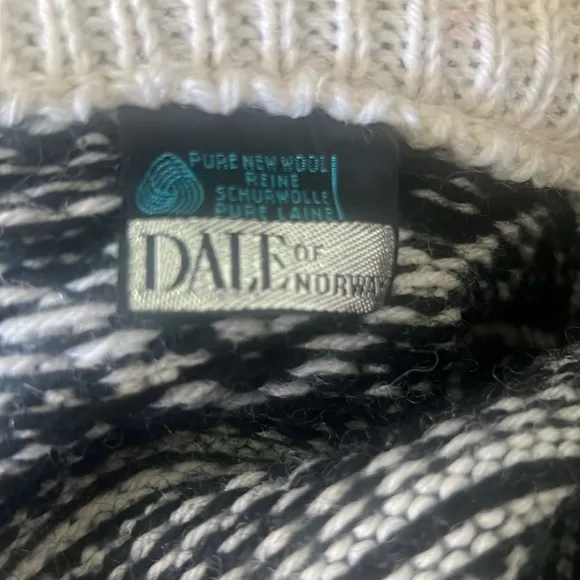 PURE NEW WOOL
REINE
SCHURWOLLE
PURE LAINE
DALE OF
NORWAY